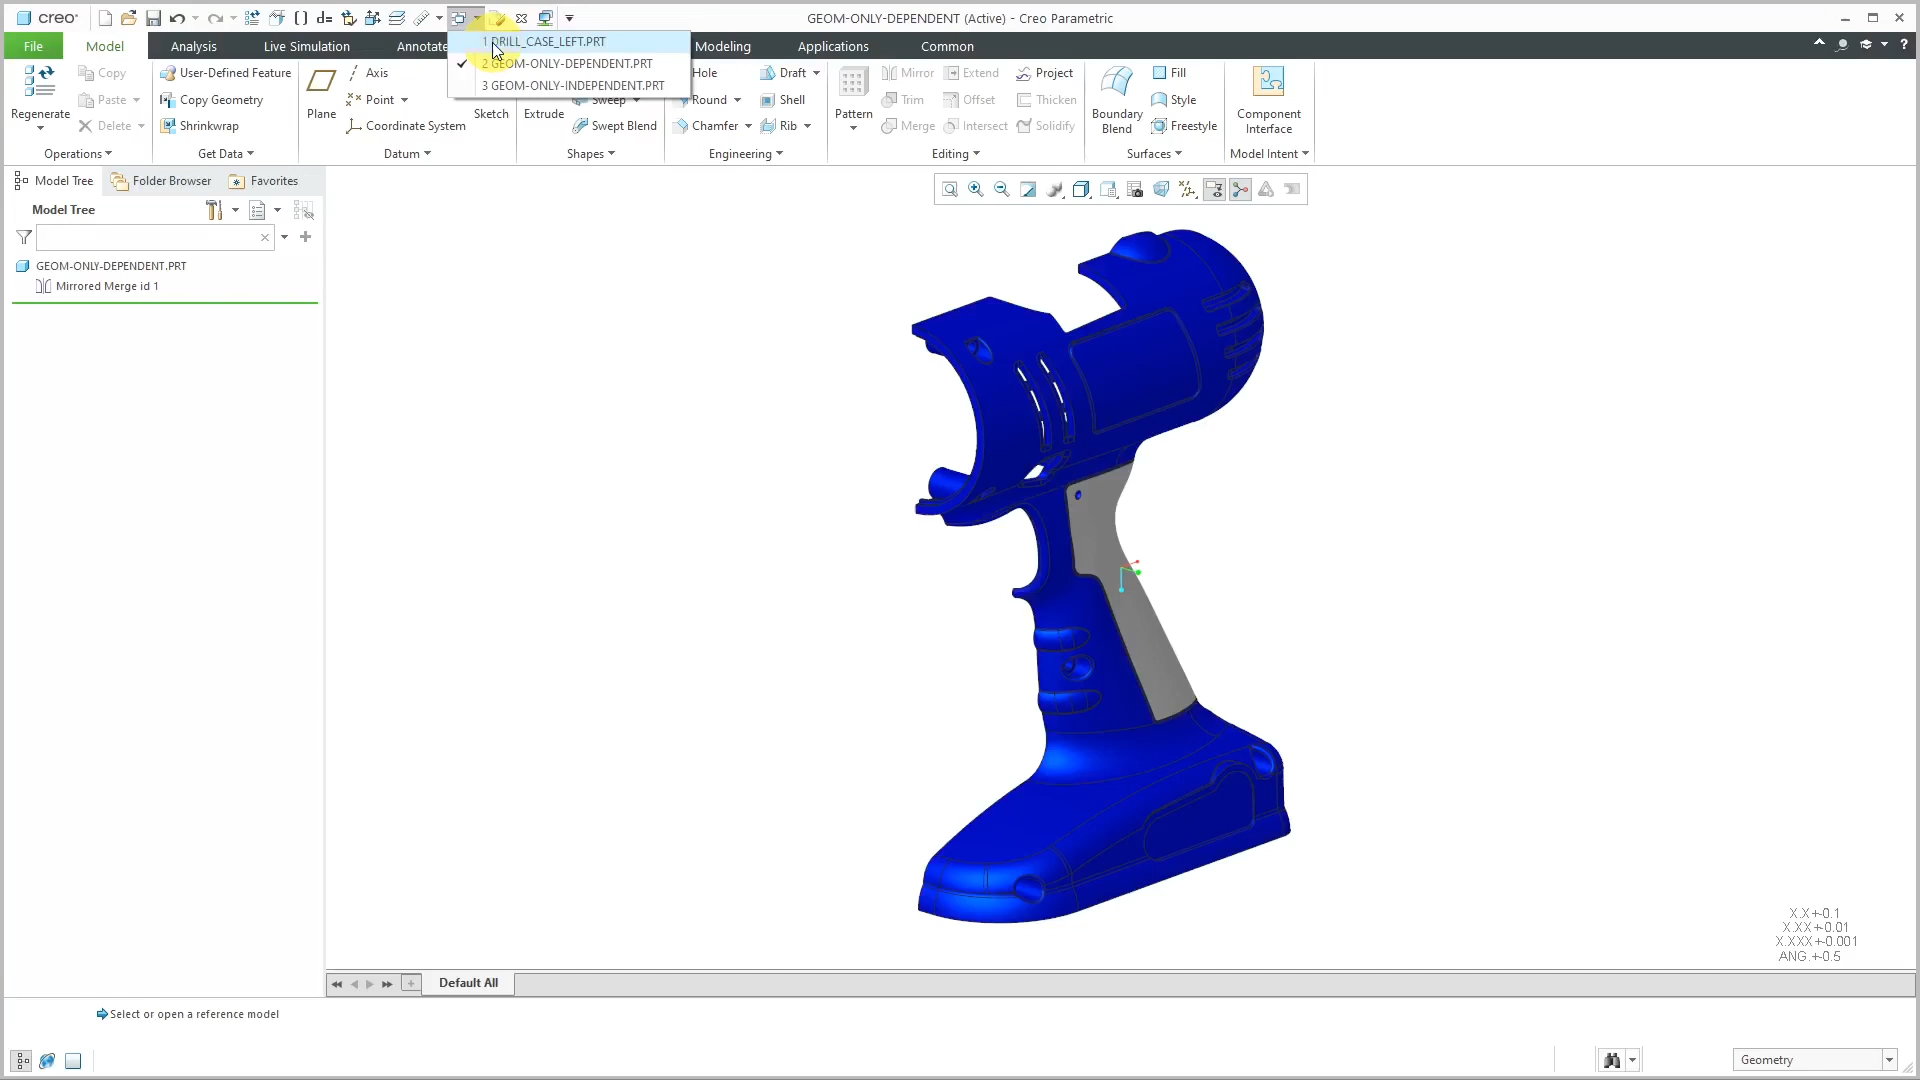 creo
d=
GEOM-ONLY-DEPENDENT (Active) - Creo Parametric
File
Model
Analysis
Live Simulation
Annotate
Modeling
Applications
Common
1 DRILL_CASE_LEFT.PRT
2 GEOM-ONLY-DEPENDENT.PRT
3 GEOM-ONLY-INDEPENDENT.PRT
Regenerate
Copy
Paste
Delete
Operations
User-Defined Feature
Copy Geometry
Shrinkwrap
Get Data
Plane
Axis
Point
Coordinate System
Sketch
Datum
Extrude
Sweep
Swept Blend
Shapes
Hole
Round
Chamfer
Draft
Shell
Rib
Engineering
Pattern
Mirror
Trim
Merge
Extend
Offset
Intersect
Project
Thicken
Solidify
Editing
Boundary Blend
Fill
Style
Freestyle
Surfaces
Component Interface
Model Intent
Model Tree
Folder Browser
Favorites
Model Tree
GEOM-ONLY-DEPENDENT.PRT
Mirrored Merge id 1
X.X+-0.1
X.XX+-0.01
X.XXX+-0.001
ANG.+-0.5
Default All
Select or open a reference model
Geometry